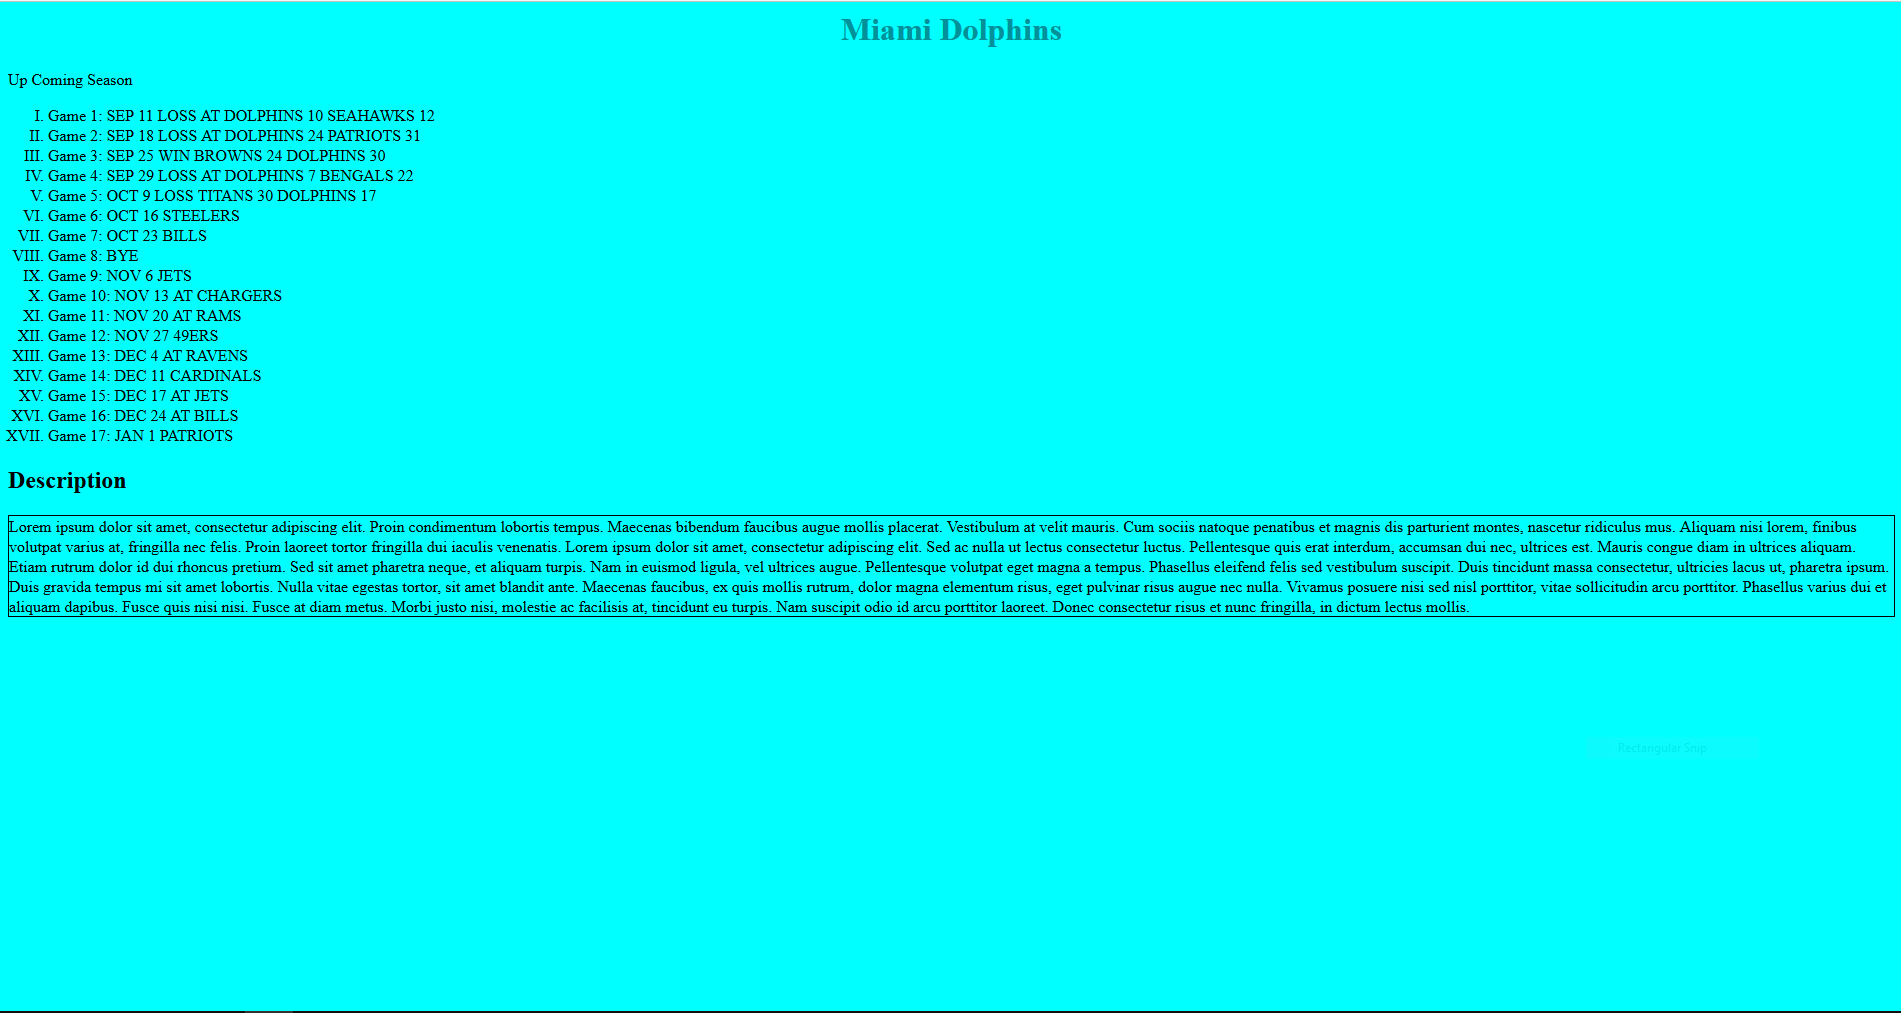 Miami Dolphins
Up Coming Season
I. Game 1: SEP 11 LOSS AT DOLPHINS 10 SEAHAWKS 12
II. Game 2: SEP 18 LOSS AT DOLPHINS 24 PATRIOTS 31
III. Game 3: SEP 25 WIN BROWNS 24 DOLPHINS 30
IV. Game 4: SEP 29 LOSS AT DOLPHINS 7 BENGALS 22
V. Game 5: OCT 9 LOSS TITANS 30 DOLPHINS 17
VI. Game 6: OCT 16 STEELERS
VII. Game 7: OCT 23 BILLS
VIII. Game 8: BYE
IX. Game 9: NOV 6 JETS
X. Game 10: NOV 13 AT CHARGERS
XI. Game 11: NOV 20 AT RAMS
XII. Game 12: NOV 27 49ERS
XIII. Game 13: DEC 4 AT RAVENS
XIV. Game 14: DEC 11 CARDINALS
XV. Game 15: DEC 17 AT JETS
XVI. Game 16: DEC 24 AT BILLS
XVII. Game 17: JAN 1 PATRIOTS
Description
Lorem ipsum dolor sit amet, consectetur adipiscing elit. Proin condimentum lobortis tempus. Maecenas bibendum faucibus augue mollis placerat. Vestibulum at velit mauris. Cum sociis natoque penatibus et magnis dis parturient montes, nascetur ridiculus mus. Aliquam nisi lorem, finibus
volutpat varius at, fringilla nec felis. Proin laoreet tortor fringilla dui iaculis venenatis. Lorem ipsum dolor sit amet, consectetur adipiscing elit. Sed ac nulla ut lectus consectetur luctus. Pellentesque quis erat interdum, accumsan dui nec, ultrices est. Mauris congue diam in ultrices aliquam.
Etiam rutrum dolor id dui rhoncus pretium. Sed sit amet pharetra neque, et aliquam turpis. Nam in euismod ligula, vel ultrices augue. Pellentesque volutpat eget magna a tempus. Phasellus eleifend felis sed vestibulum suscipit. Duis tincidunt massa consectetur, ultricies lacus ut, pharetra ipsum.
Duis gravida tempus mi sit amet lobortis. Nulla vitae egestas tortor, sit amet blandit ante. Maecenas faucibus, ex quis mollis rutrum, dolor magna elementum risus, eget pulvinar risus augue nec nulla. Vivamus posuere nisi sed nisl porttitor, vitae sollicitudin arcu porttitor. Phasellus varius dui et
aliquam dapibus. Fusce quis nisi nisi. Fusce at diam metus. Morbi justo nisi, molestie ac facilisis at, tincidunt eu turpis. Nam suscipit odio id arcu porttitor laoreet. Donec consectetur risus et nunc fringilla, in dictum lectus mollis.
Rectangular Snip